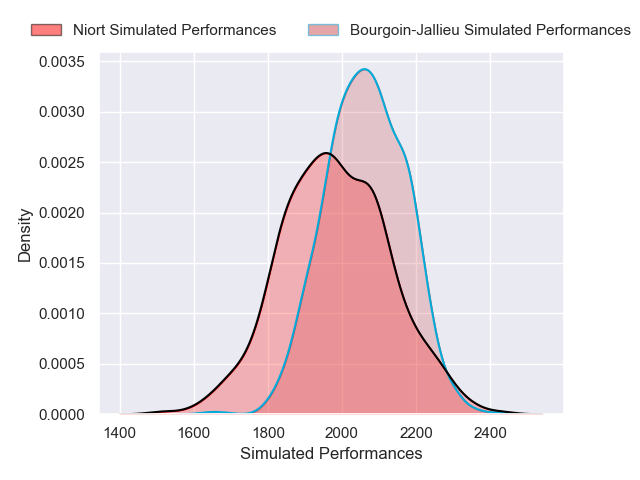 Niort Simulated Performances
Bourgoin-Jallieu Simulated Performances
0.0035
0.0030
0.0025
0.0020
0.0015
0.0010
0.0005
0.0000
Density
1400 1600 1800 2000 2200 2400
Simulated Performances